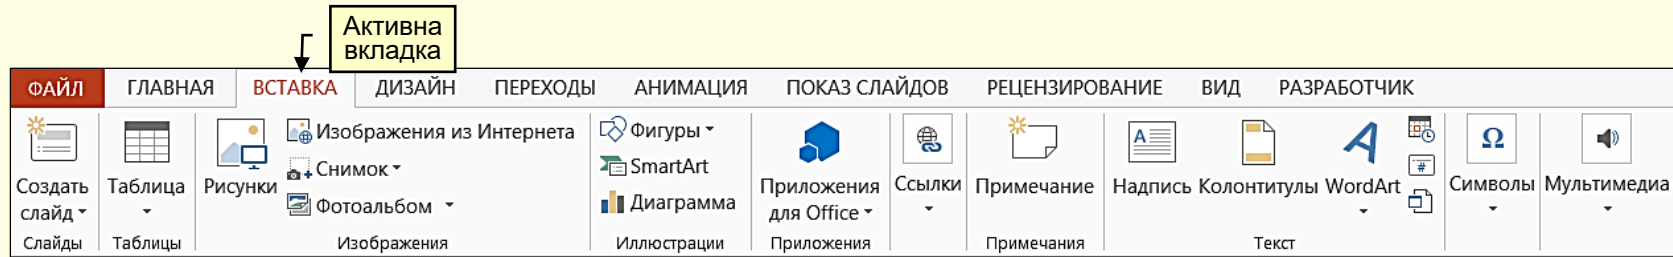 Активна
вкладка
ФАЙЛ ГЛАВНАЯ ВСТАВКА ДИЗАЙН ПЕРЕХОДЫ АНИМАЦИЯ ПОКАЗ СЛАЙДОВ РЕЦЕНЗИРОВАНИЕ ВИД РАЗРАБОТЧИК
Создать
слайд
Слайды
Таблица
Таблицы
Рисунки
Изображения из Интернета
Снимок
Фотоальбом
Изображения
Фигуры
SmartArt
Диаграмма
Иллюстрации
Приложения
для Office
Приложения
Ссылки
Примечание
Примечания
Надпись Колонтитулы WordArt
Текст
Символы
Мультимедиа